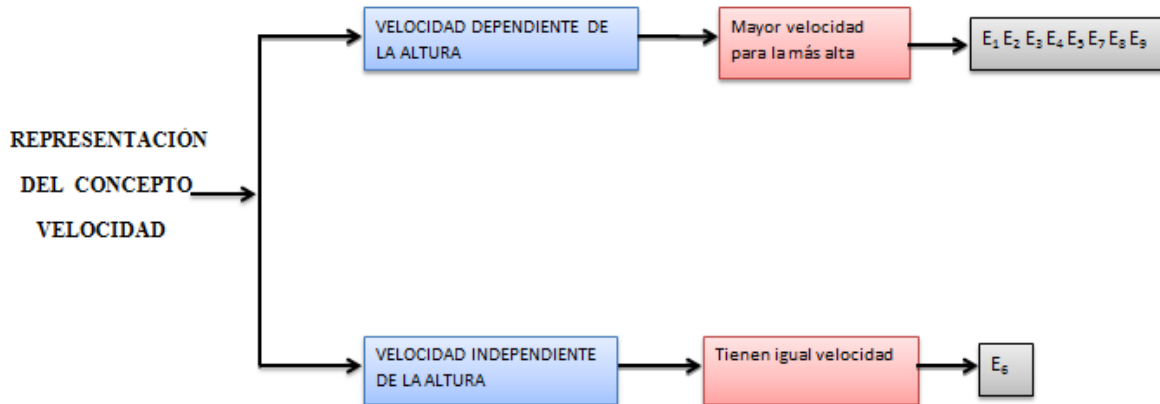 REPRESENTACIÓN
DEL CONCEPTO
VELOCIDAD
VELOCIDAD DEPENDIENTE DE
LA ALTURA
Mayor velocidad
para la más alta
E₁ E₂ E₃ E₄ E₅ E₇ E₈ E₉
VELOCIDAD INDEPENDIENTE
DE LA ALTURA
Tienen igual velocidad
E₆